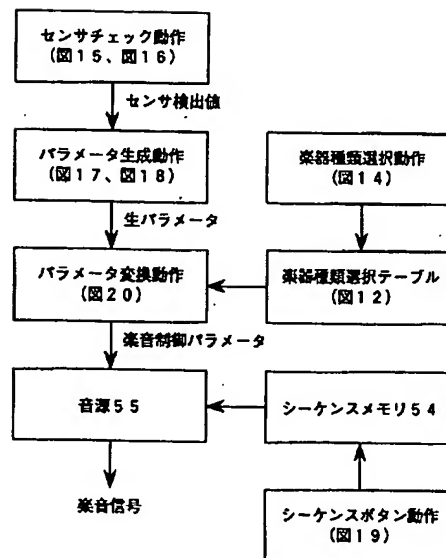 センサチェック動作
(図15、図16)
センサ検出値
パラメータ生成動作
(図17、図18)
楽器種類選択動作
(図14)
生パラメータ
パラメータ変換動作
(図20)
楽器種類選択テーブル
(図12)
楽音制御パラメータ
音源55
シーケンスメモリ54
楽音信号
シーケンスボタン動作
(図19)